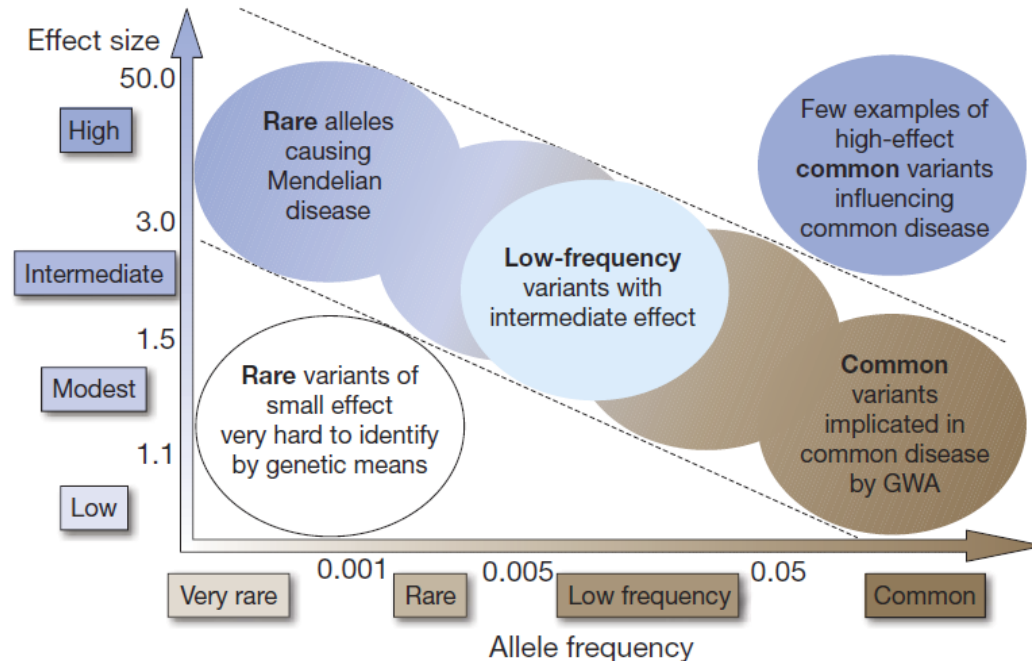 Effect size
50.0
High
3.0
Intermediate
1.5
Modest
1.1
Low
Rare alleles
causing
Mendelian
disease
Few examples of
high-effect
common variants
influencing
common disease
Low-frequency
variants with
intermediate effect
Rare variants of
small effect
very hard to identify
by genetic means
Common
variants
implicated in
common disease
by GWA
0.001
0.005
0.05
Very rare
Rare
Low frequency
Common
Allele frequency